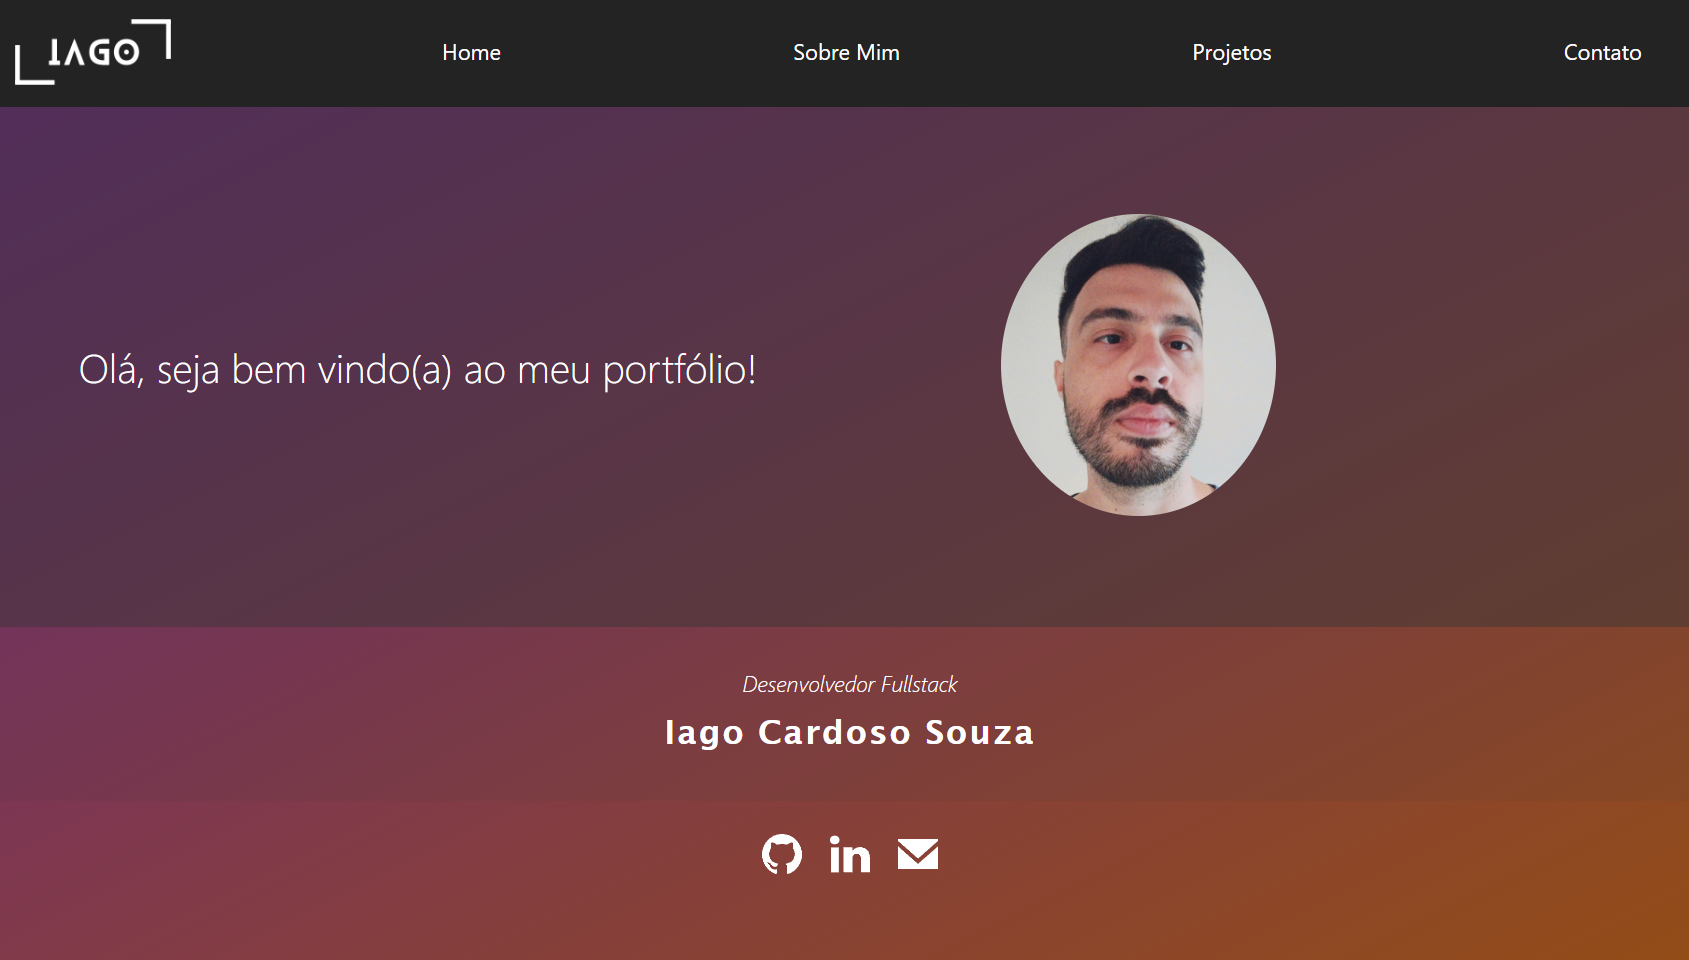 IAGO
Home
Sobre Mim
Projetos
Contato
Olá, seja bem vindo(a) ao meu portfólio!
Desenvolvedor Fullstack
Iago Cardoso Souza
in